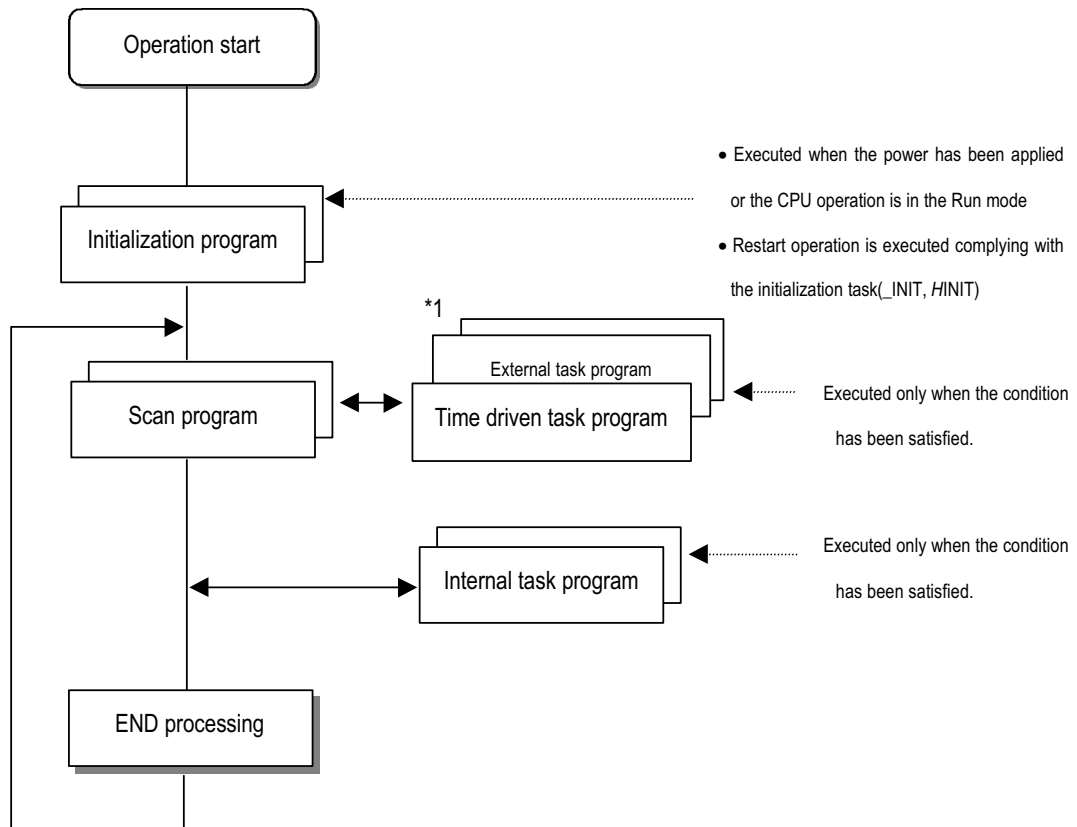 Operation start
• Executed when the power has been applied
or the CPU operation is in the Run mode
Initialization program
• Restart operation is executed complying with
the initialization task(_INIT, HINIT)
*1
External task program
Scan program
Time driven task program
Executed only when the condition
has been satisfied.
Internal task program
Executed only when the condition
has been satisfied.
END processing